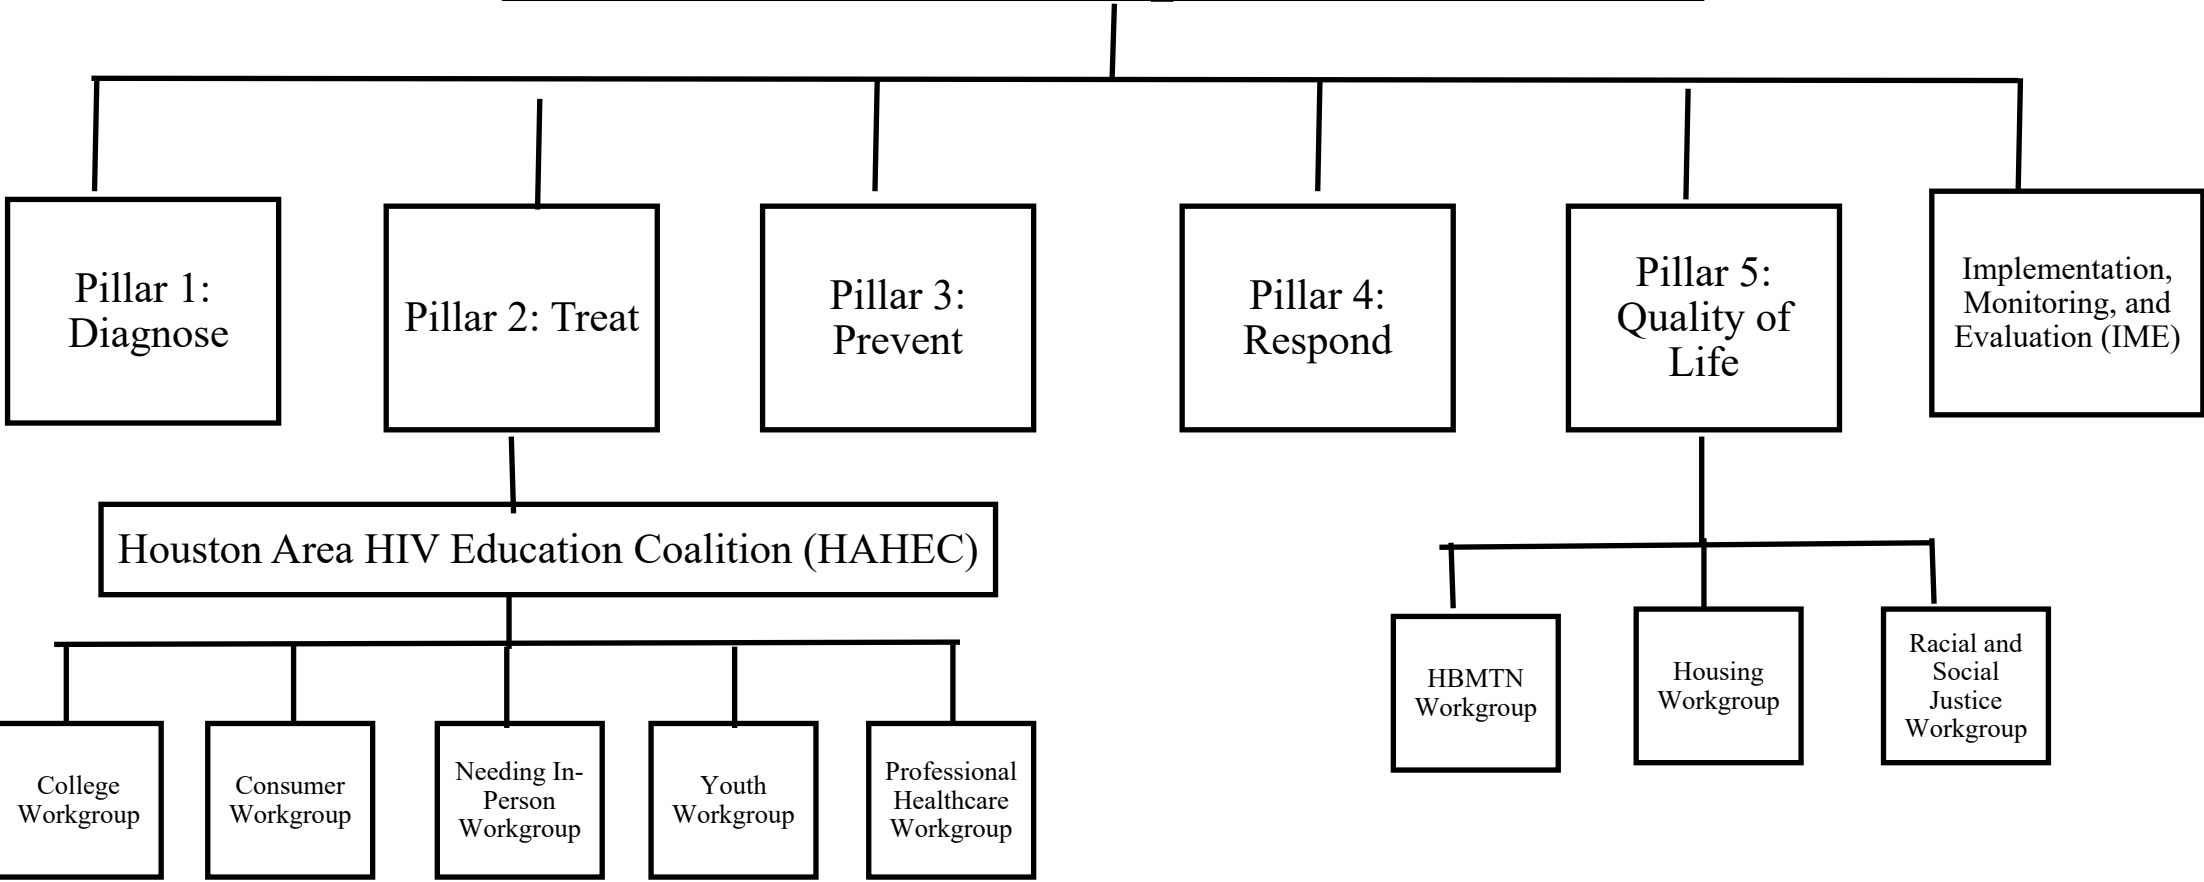 Pillar 1:
Diagnose
Pillar 2: Treat
Pillar 3:
Prevent
Pillar 4:
Respond
Pillar 5:
Quality of
Life
Implementation,
Monitoring, and
Evaluation (IME)
Houston Area HIV Education Coalition (HAHEC)
HBMTN
Workgroup
Housing
Workgroup
Racial and
Social
Justice
Workgroup
College
Workgroup
Consumer
Workgroup
Needing In-
Person
Workgroup
Youth
Workgroup
Professional
Healthcare
Workgroup